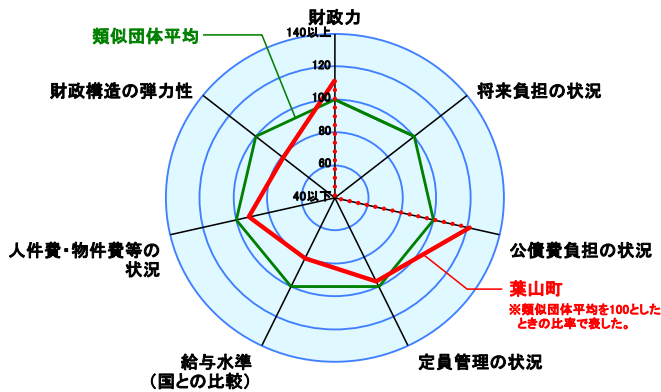 財政力
140以上
類似団体平均
120
財政構造の弾力性
将来負担の状況
100
80
60
40以下
人件費・物件費等の
状況
公債費負担の状況
葉山町
※類似団体平均を100とした
ときの比率で表した。
給与水準
（国との比較）
定員管理の状況